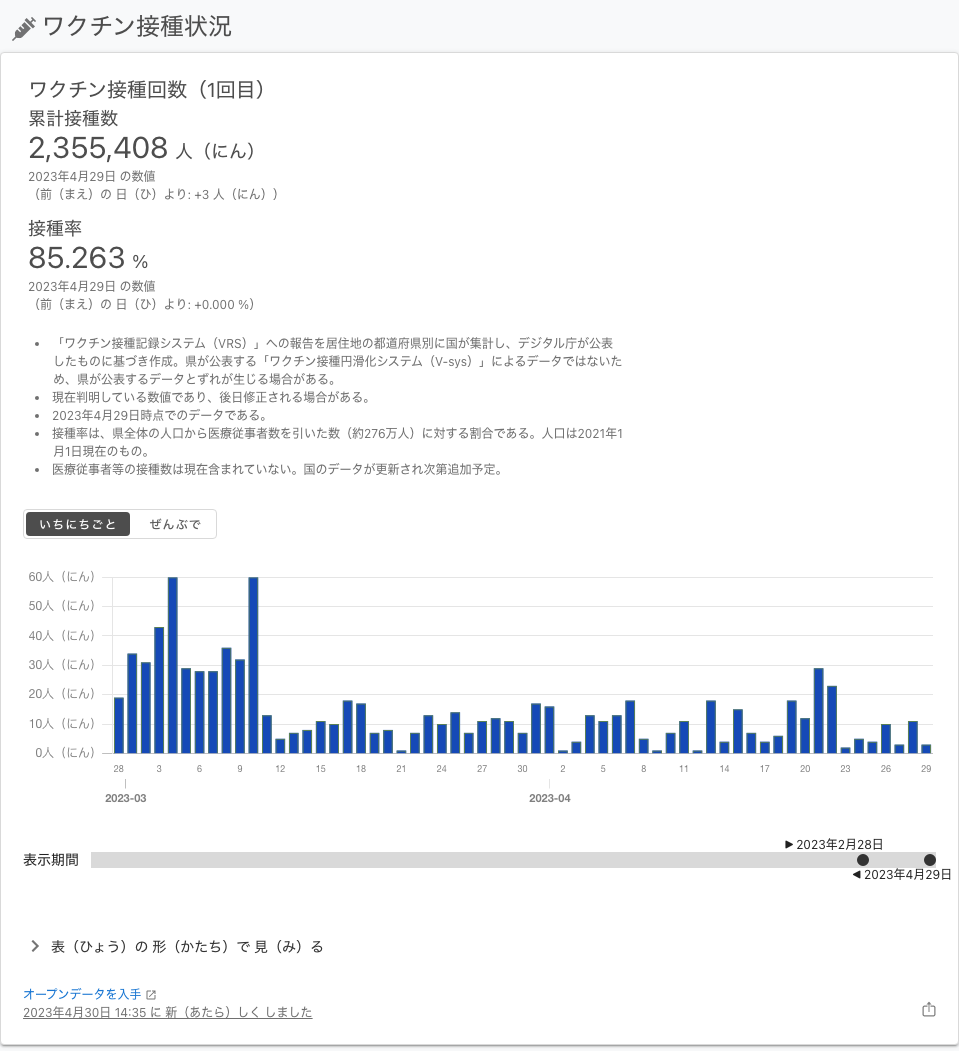 ワクチン接種状況
ワクチン接種回数（1回目）
累計接種数
2,355,408 人（にん）
2023年4月29日 の数値
（前（まえ）の 日（ひ）より: +3 人（にん））
接種率
85.263 %
2023年4月29日 の数値
（前（まえ）の 日（ひ）より: +0.000 %）
• 「ワクチン接種記録システム（VRS）」への報告を居住地の都道府県別に国が集計し、デジタル庁が公表
したものに基づき作成。県が公表する「ワクチン接種円滑化システム（V-sys）」によるデータではないた
め、県が公表するデータとずれが生じる場合がある。
• 現在判明している数値であり、後日修正される場合がある。
• 2023年4月29日時点でのデータである。
• 接種率は、県全体の人口から医療従事者数を引いた数（約276万人）に対する割合である。人口は2021年1
月1日現在のもの。
• 医療従事者等の接種数は現在含まれていない。国のデータが更新され次第追加予定。
いちにちごと ぜんぶで
60人（にん）
50人（にん）
40人（にん）
30人（にん）
20人（にん）
10人（にん）
0人（にん）
28 3 6 9 12 15 18 21 24 27 30 2 5 8 11 14 17 20 23 26 29
2023-03 2023-04
▶ 2023年2月28日
表示期間
◀ 2023年4月29日
表（ひょう）の 形（かたち）で 見（み）る
オープンデータを入手
2023年4月30日 14:35 に 新（あたら）しく しました